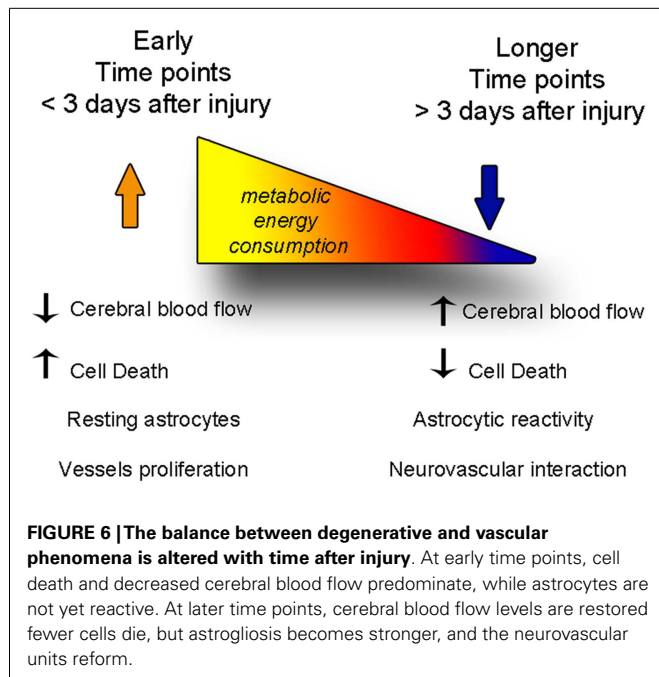 Early
Time points
< 3 days after injury
Longer
Time points
> 3 days after injury
metabolic
energy
consumption
↓ Cerebral blood flow
↑ Cerebral blood flow
↑ Cell Death
↓ Cell Death
Resting astrocytes
Astrocytic reactivity
Vessels proliferation
Neurovascular interaction
FIGURE 6 | The balance between degenerative and vascular
phenomena is altered with time after injury. At early time points, cell
death and decreased cerebral blood flow predominate, while astrocytes are
not yet reactive. At later time points, cerebral blood flow levels are restored
fewer cells die, but astrogliosis becomes stronger, and the neurovascular
units reform.